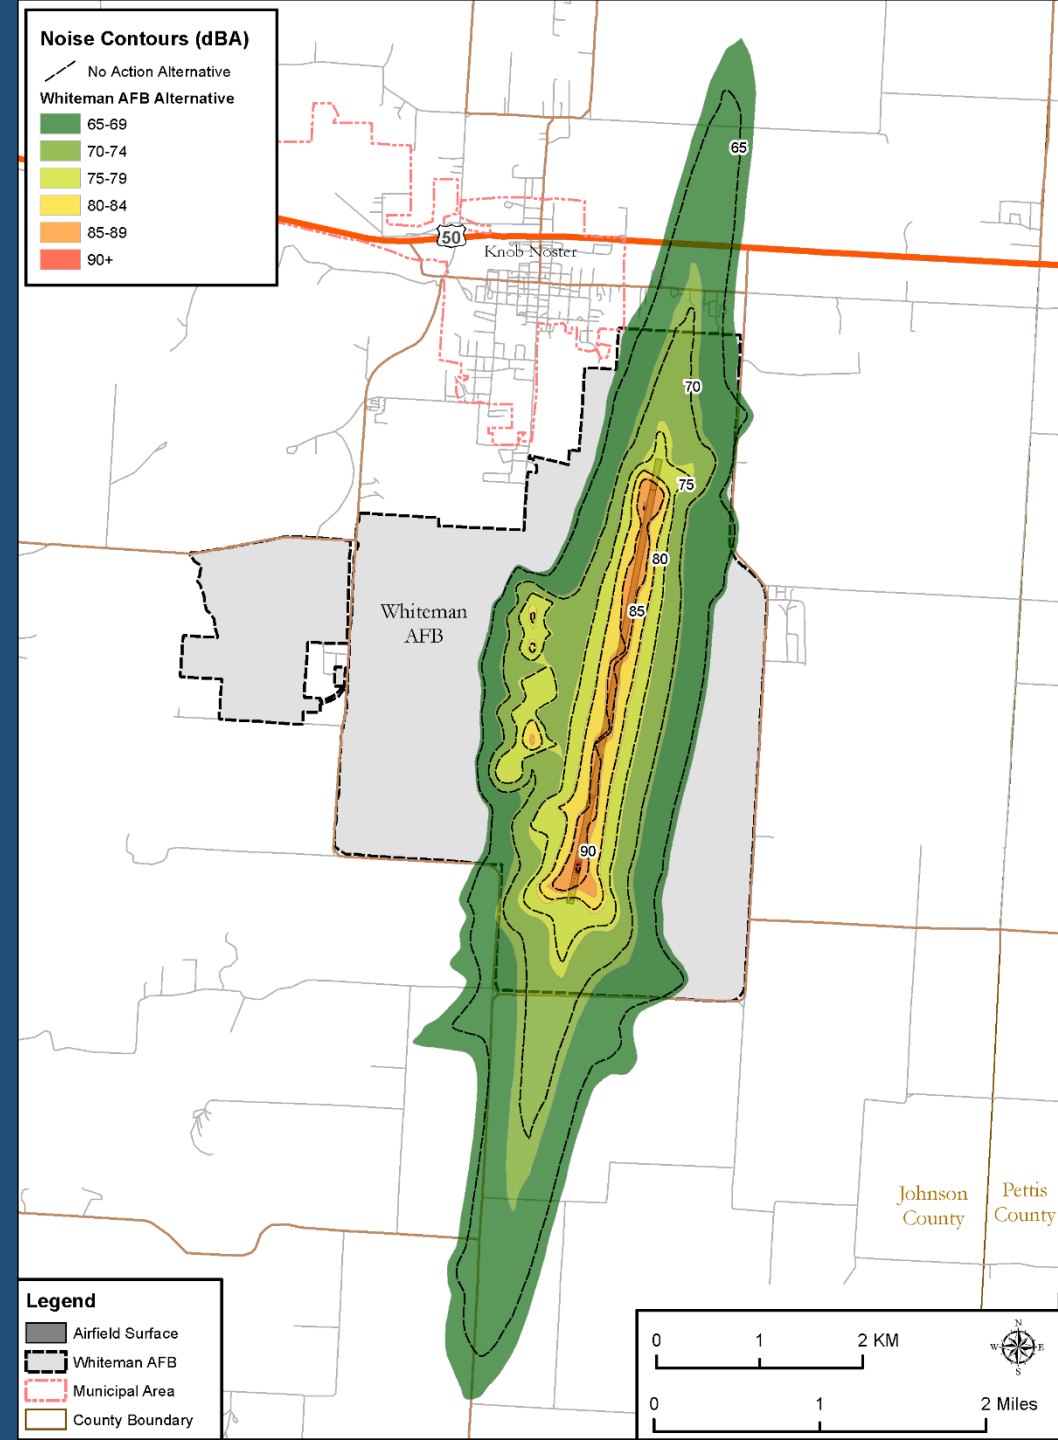 Noise Contours (dBA)
No Action Alternative
Whiteman AFB Alternative
65-69
70-74
75-79
80-84
85-89
90+
65
50
Knob Noster
70
75
80
85
Whiteman
AFB
90
Johnson
County
Pettis
County
Legend
Airfield Surface
Whiteman AFB
Municipal Area
County Boundary
0 1 2 KM
0 1 2 Miles
N
W E
S